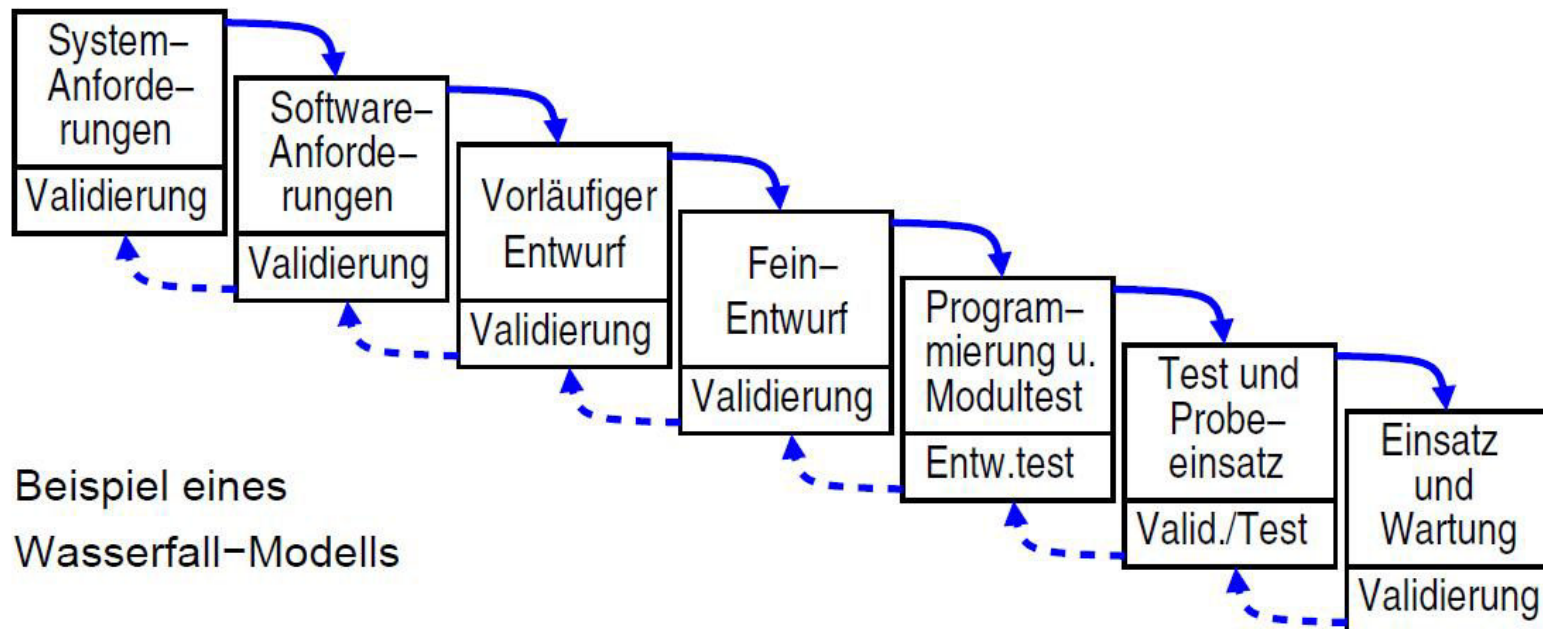 System–
Anforde–
rungen
Validierung
Software–
Anforde–
rungen
Validierung
Vorläufiger
Entwurf
Validierung
Fein–
Entwurf
Validierung
Program–
mierung u.
Modultest
Entw.test
Test und
Probe–
einsatz
Valid./Test
Einsatz
und
Wartung
Validierung
Beispiel eines
Wasserfall–Modells